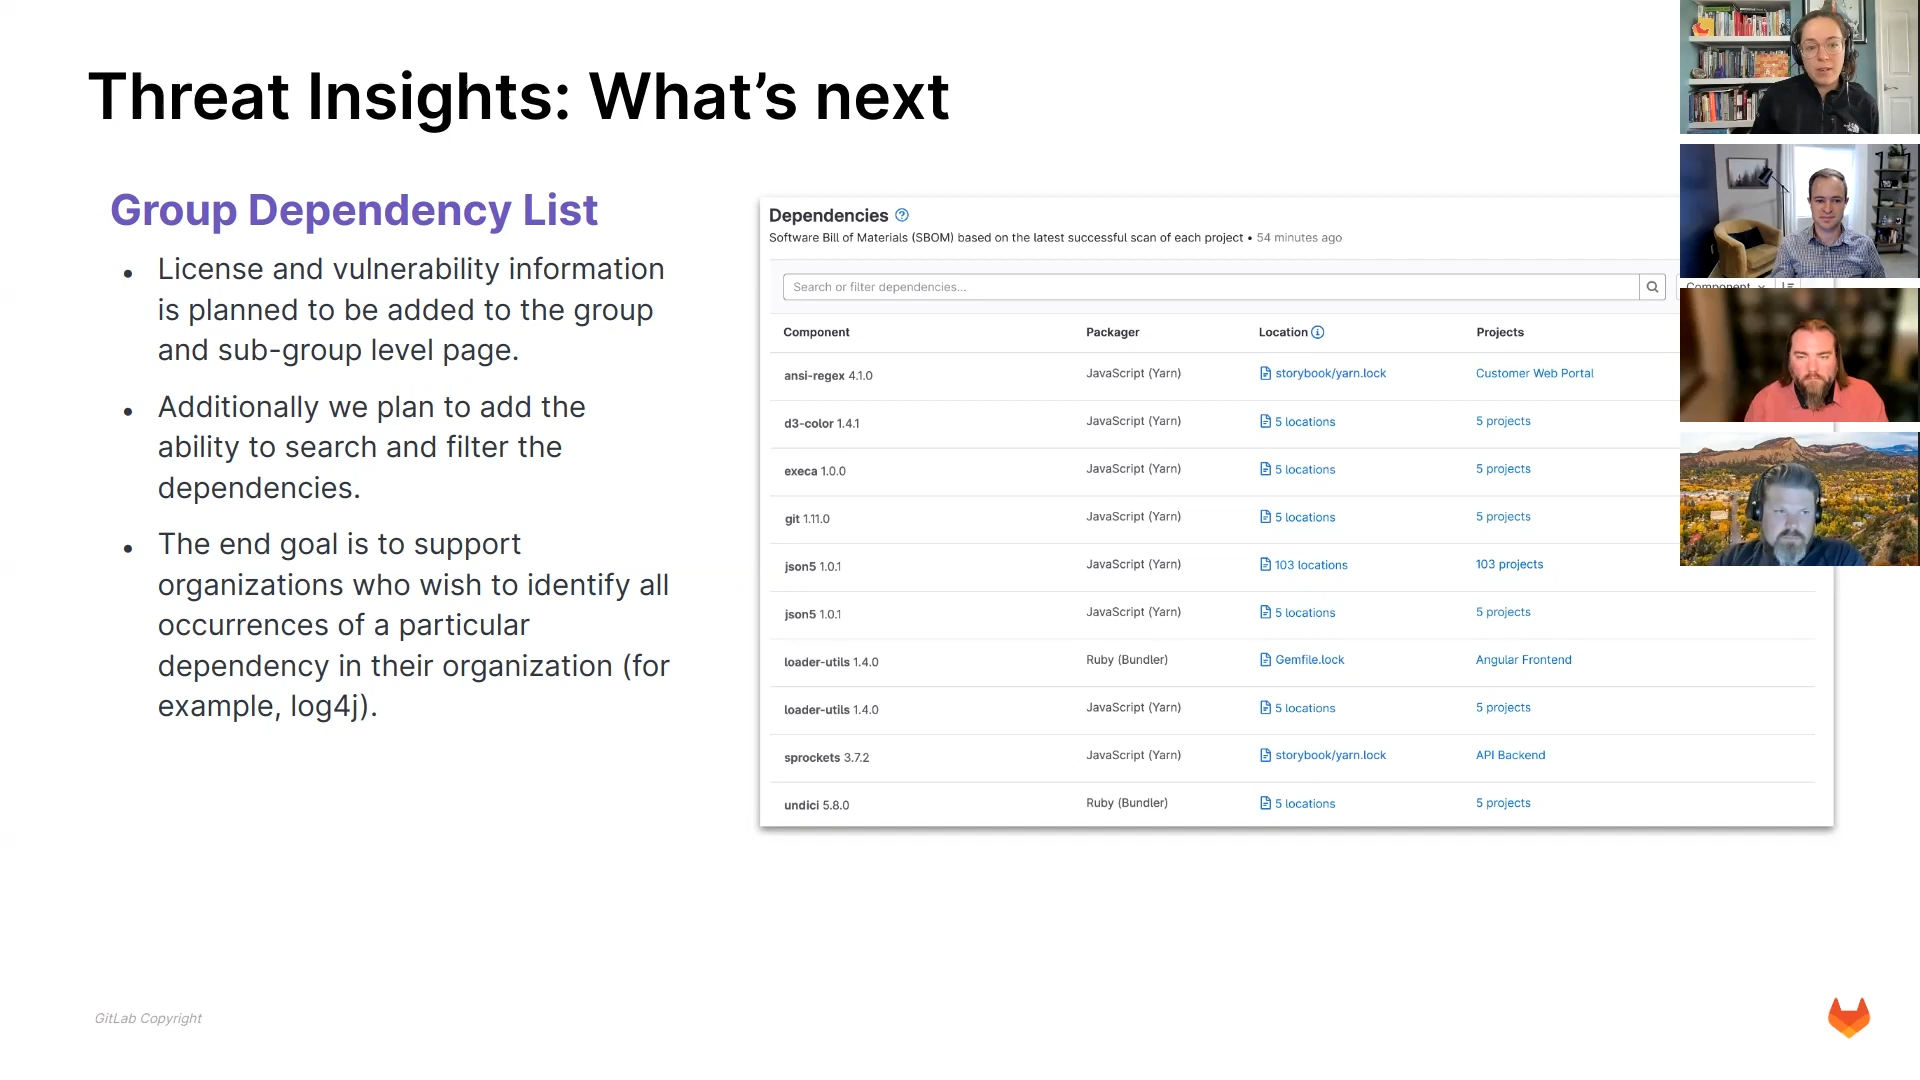 Threat Insights: What’s next
Group Dependency List
License and vulnerability information
is planned to be added to the group
and sub-group level page.
Additionally we plan to add the
ability to search and filter the
dependencies.
The end goal is to support
organizations who wish to identify all
occurrences of a particular
dependency in their organization (for
example, log4j).
Dependencies
Software Bill of Materials (SBOM) based on the latest successful scan of each project • 54 minutes ago
Search or filter dependencies... Component
Component Packager Location Projects
ansi-regex 4.1.0 JavaScript (Yarn) storybook/yarn.lock Customer Web Portal
d3-color 1.4.1 JavaScript (Yarn) 5 locations 5 projects
execa 1.0.0 JavaScript (Yarn) 5 locations 5 projects
git 1.11.0 JavaScript (Yarn) 5 locations 5 projects
json5 1.0.1 JavaScript (Yarn) 103 locations 103 projects
json5 1.0.1 JavaScript (Yarn) 5 locations 5 projects
loader-utils 1.4.0 Ruby (Bundler) Gemfile.lock Angular Frontend
loader-utils 1.4.0 JavaScript (Yarn) 5 locations 5 projects
sprockets 3.7.2 JavaScript (Yarn) storybook/yarn.lock API Backend
undici 5.8.0 Ruby (Bundler) 5 locations 5 projects
GitLab Copyright